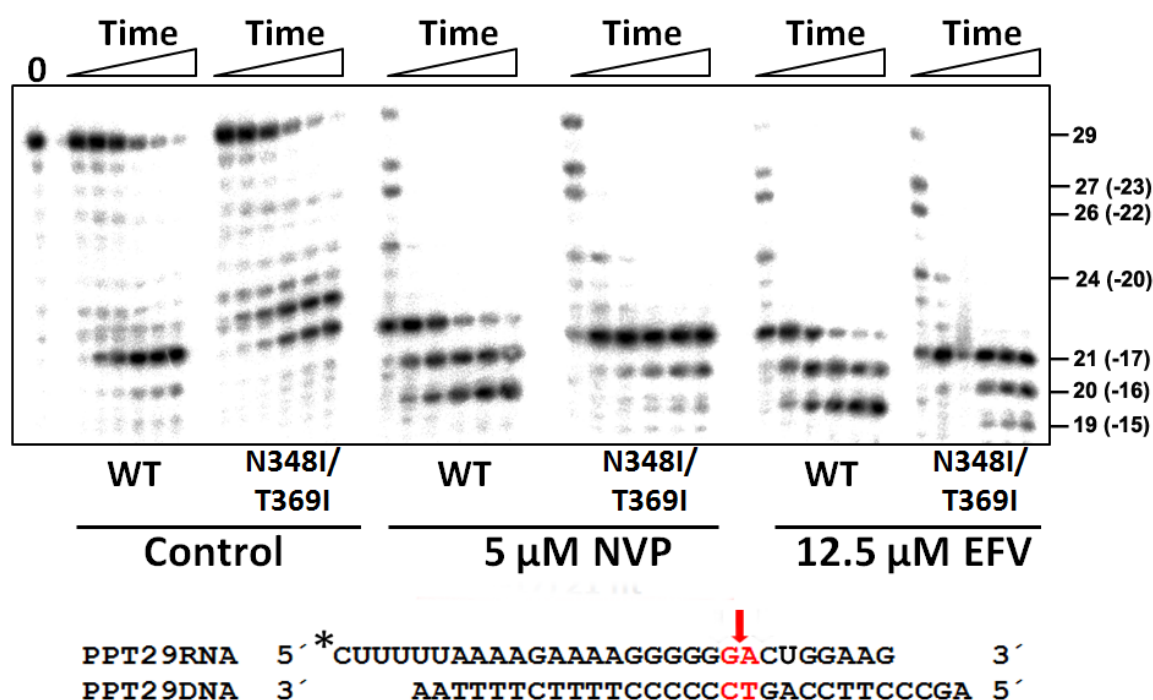 Time Time Time Time Time Time
0
29
27 (-23)
26 (-22)
24 (-20)
21 (-17)
20 (-16)
19 (-15)
WT N348I/ WT N348I/ WT N348I/
T369I T369I T369I
Control 5 µM NVP 12.5 µM EFV
PPT29RNA 5´ *CUUUUUAAAAGAAAAGGGGGGACUGGAAG 3´
PPT29DNA 3´ AATTTTCTTTTCCCCCCTGACCTTCCCGA 5´